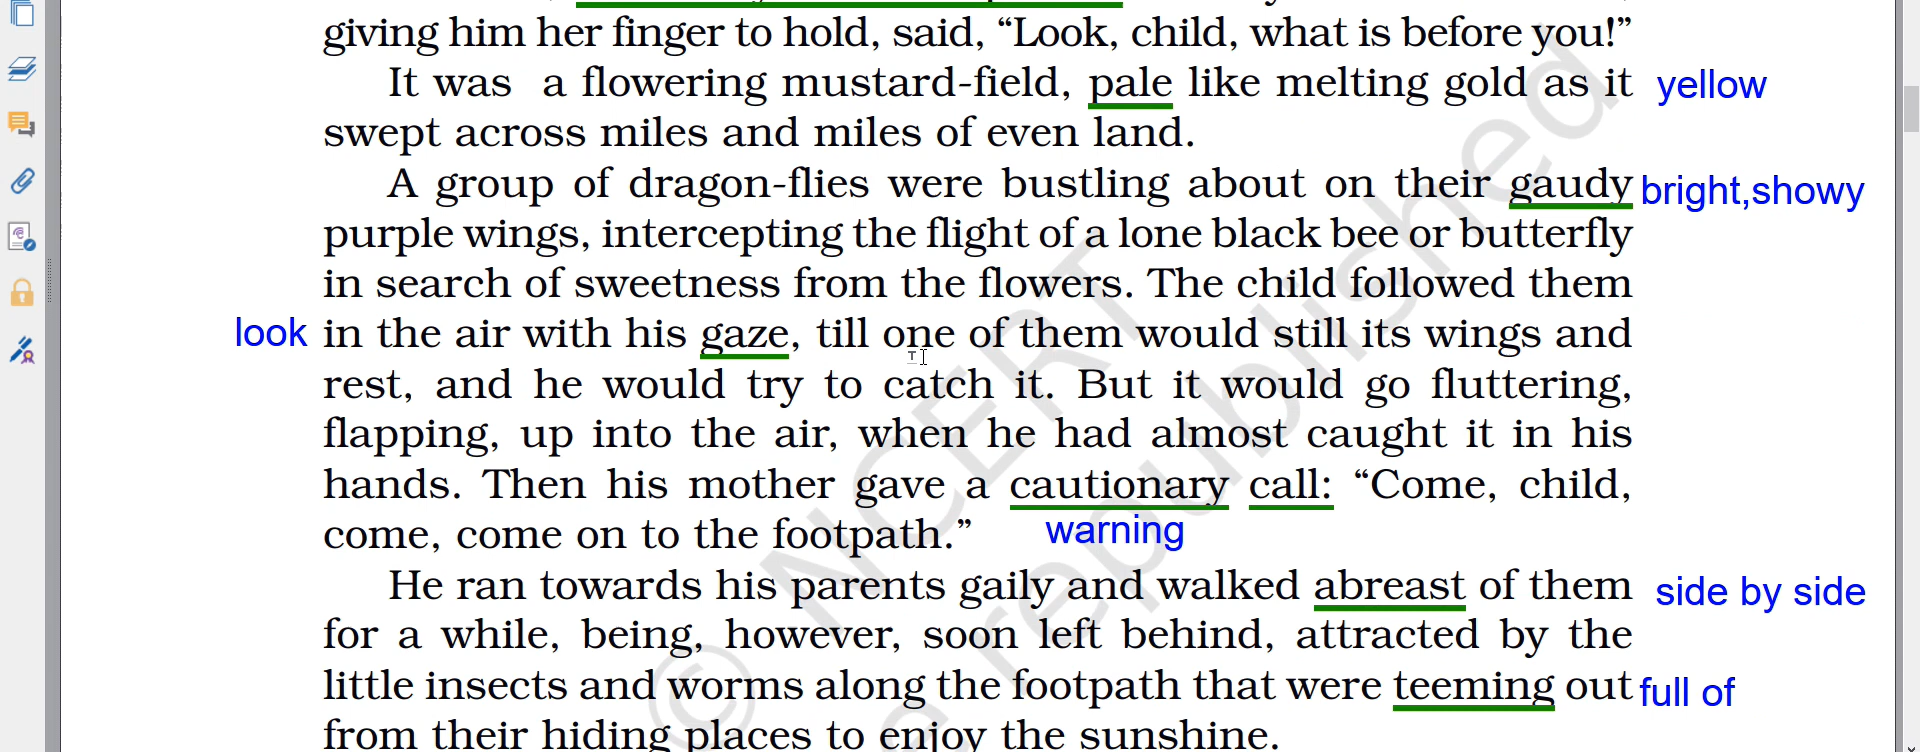 giving him her finger to hold, said, “Look, child, what is before you!”
It was a flowering mustard-field, pale like melting gold as it yellow
swept across miles and miles of even land.
A group of dragon-flies were bustling about on their gaudy bright,showy
purple wings, intercepting the flight of a lone black bee or butterfly
in search of sweetness from the flowers. The child followed them
look in the air with his gaze, till one of them would still its wings and
rest, and he would try to catch it. But it would go fluttering,
flapping, up into the air, when he had almost caught it in his
hands. Then his mother gave a cautionary call: “Come, child,
come, come on to the footpath.” warning
He ran towards his parents gaily and walked abreast of them side by side
for a while, being, however, soon left behind, attracted by the
little insects and worms along the footpath that were teeming out full of
from their hiding places to enjoy the sunshine.
© NCERT
republished